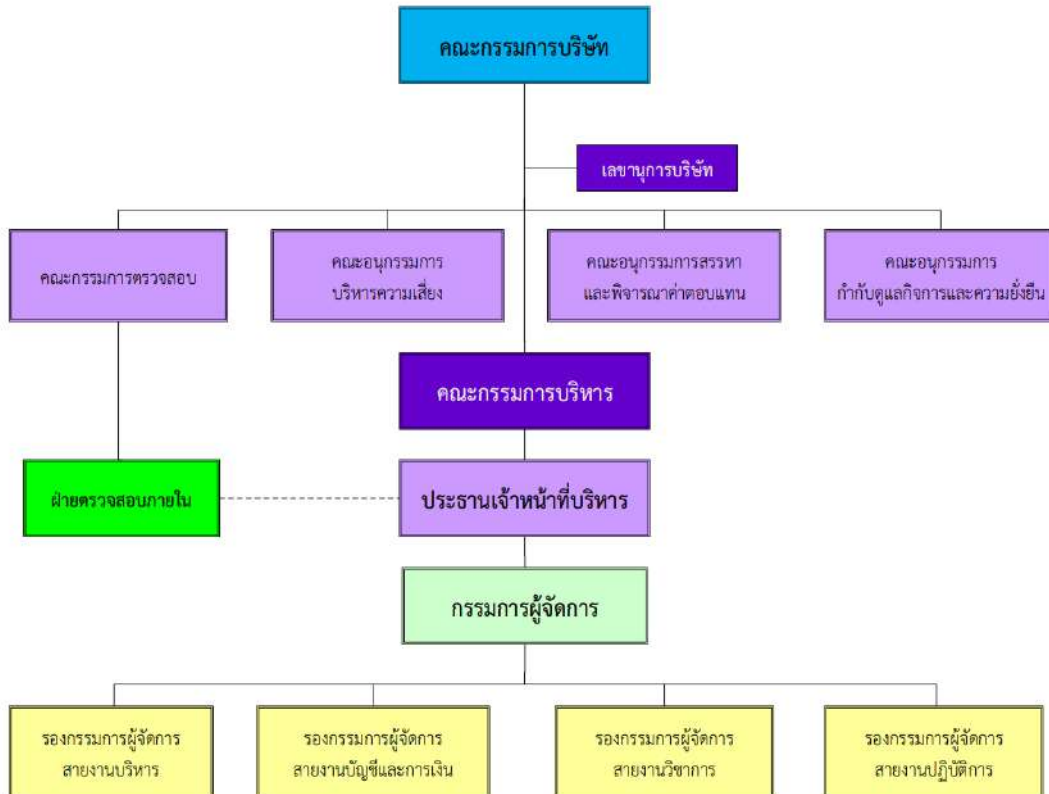 คณะกรรมการบริษัท
เลขานุการบริษัท
คณะกรรมการตรวจสอบ
คณะอนุกรรมการ
บริหารความเสี่ยง
คณะอนุกรรมการสรรหา
และพิจารณาค่าตอบแทน
คณะอนุกรรมการ
กำกับดูแลกิจการและความยั่งยืน
คณะกรรมการบริหาร
ฝ่ายตรวจสอบภายใน
ประธานเจ้าหน้าที่บริหาร
กรรมการผู้จัดการ
รองกรรมการผู้จัดการ
สายงานบริหาร
รองกรรมการผู้จัดการ
สายงานบัญชีและการเงิน
รองกรรมการผู้จัดการ
สายงานวิชาการ
รองกรรมการผู้จัดการ
สายงานปฏิบัติการ